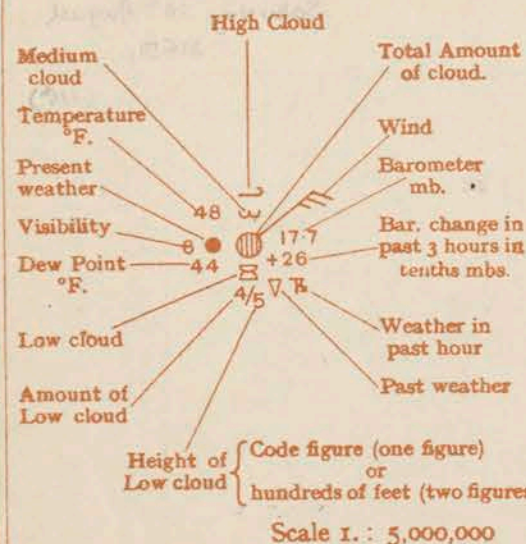 High Cloud
Medium
cloud
Total Amount
of cloud.
Temperature
°F.
Wind
Present
weather
Barometer
mb.
48
Visibility
8
17.7
Bar. change in
past 3 hours in
tenths mbs.
+26
Dew Point
°F.
44
4/5
Low cloud
Weather in
past hour
Amount of
Low cloud
Past weather
Height of
Low cloud
Code figure (one figure)
or
hundreds of feet (two figures
Scale 1. : 5,000,000